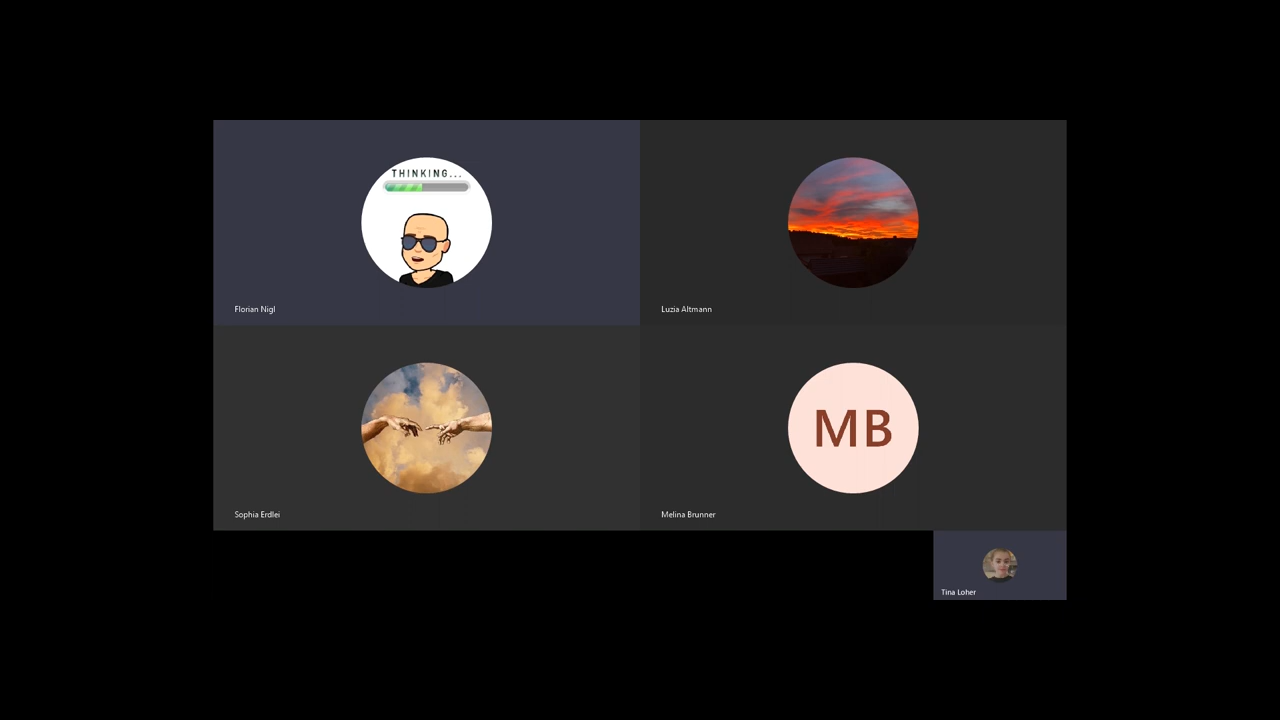 THINKING...
Florian Nigl
Luzia Altmann
Sophia Erdlei
MB
Melina Brunner
Tina Loher